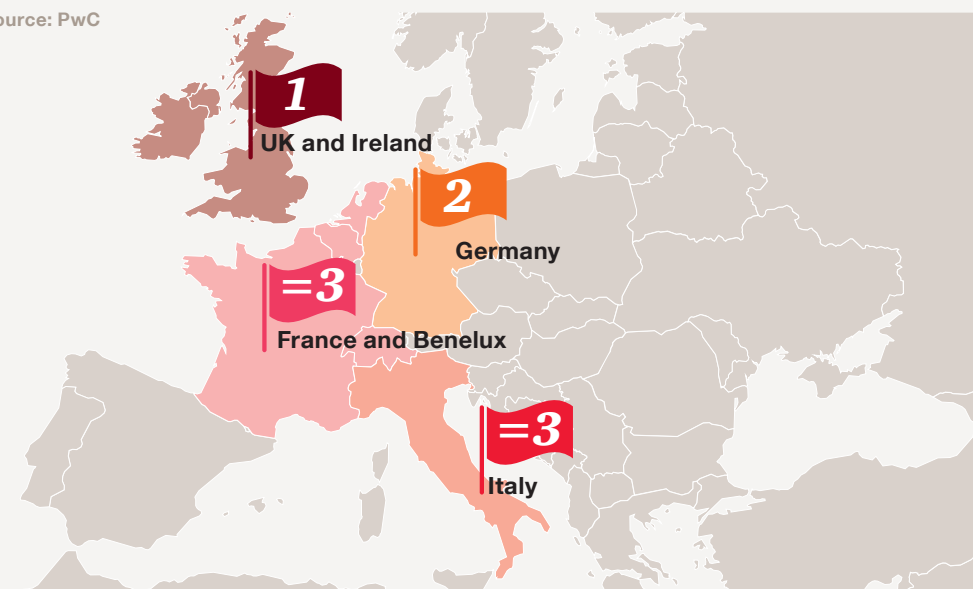 ource: PwC
1
UK and Ireland
2
Germany
=3
France and Benelux
=3
Italy